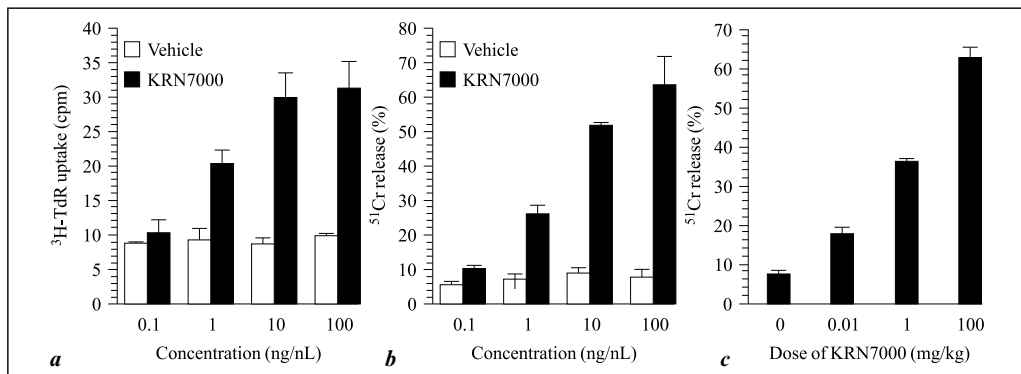 40
35
30
25
20
15
10
5
0
³H-TdR uptake (cpm)
Vehicle
KRN7000
0.1 1 10 100
a Concentration (ng/nL)
80
70
60
50
40
30
20
10
0
⁵¹Cr release (%)
Vehicle
KRN7000
0.1 1 10 100
b Concentration (ng/nL)
70
60
50
40
30
20
10
0
⁵¹Cr release (%)
0 0.01 1 100
c Dose of KRN7000 (mg/kg)